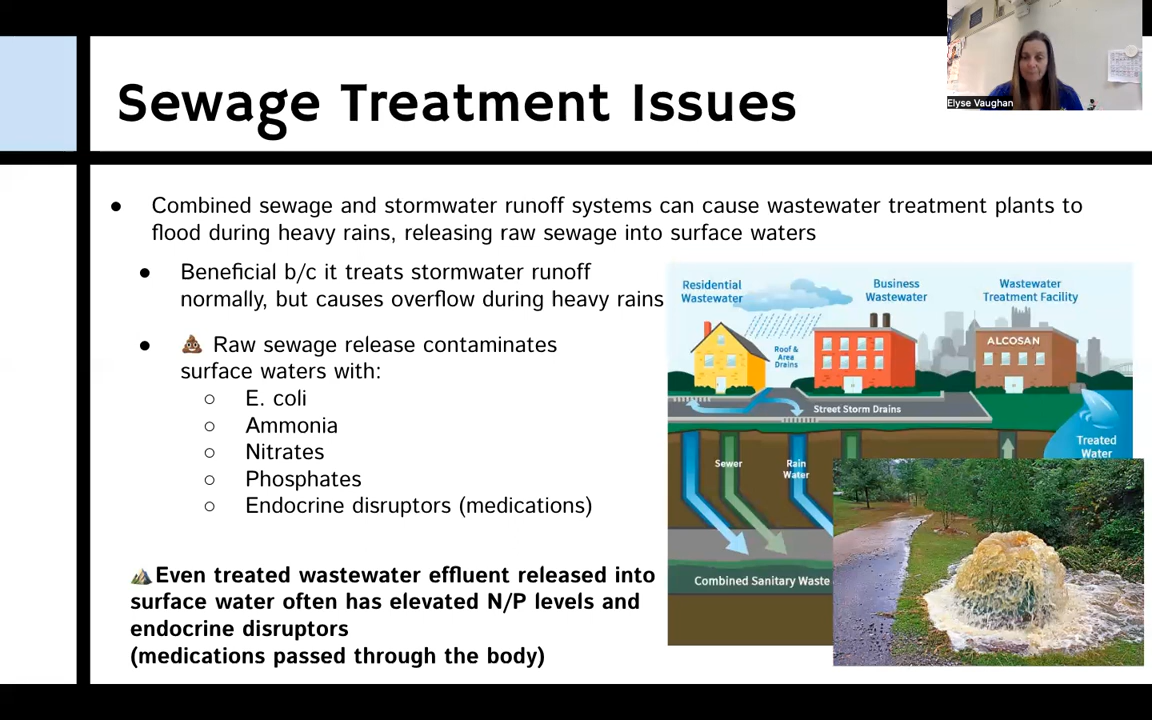 Elyse Vaughan
Sewage Treatment Issues
● Combined sewage and stormwater runoff systems can cause wastewater treatment plants to
flood during heavy rains, releasing raw sewage into surface waters
● Beneficial b/c it treats stormwater runoff
normally, but causes overflow during heavy rains
● 💩 Raw sewage release contaminates
surface waters with:
○ E. coli
○ Ammonia
○ Nitrates
○ Phosphates
○ Endocrine disruptors (medications)
Even treated wastewater effluent released into
surface water often has elevated N/P levels and
endocrine disruptors
(medications passed through the body)
Residential
Wastewater
Business
Wastewater
Wastewater
Treatment Facility
Roof &
Area
Drains
ALCOSAN
Street Storm Drains
Treated
Water
Sewer
Rain
Water
Combined Sanitary Waste